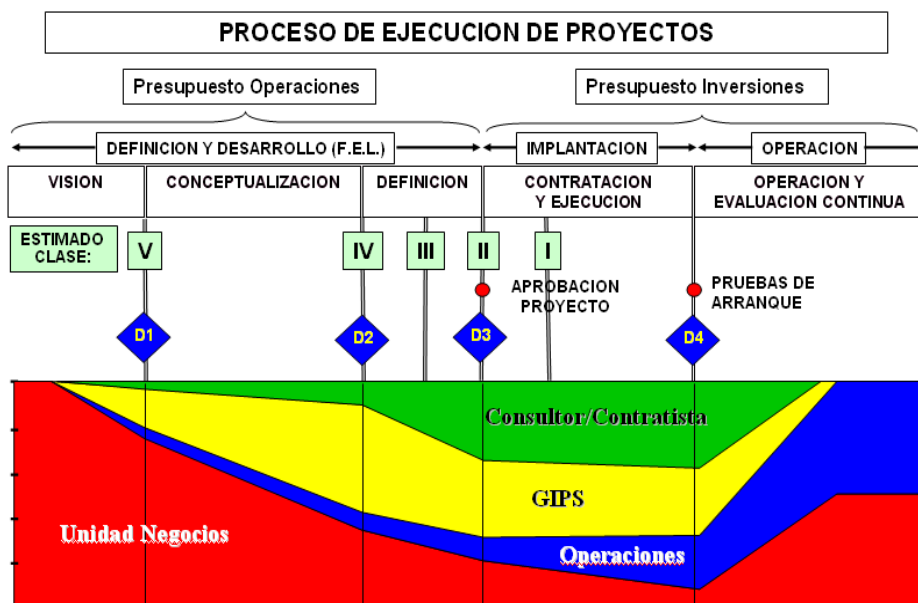 PROCESO DE EJECUCION DE PROYECTOS
Presupuesto Operaciones
Presupuesto Inversiones
DEFINICION Y DESARROLLO (F.E.L.)
IMPLANTACION
OPERACION
VISION
CONCEPTUALIZACION
DEFINICION
CONTRATACION
Y EJECUCION
OPERACION Y
EVALUACION CONTINUA
ESTIMADO
CLASE:
V
IV
III
II
I
APROBACION
PROYECTO
PRUEBAS DE
ARRANQUE
D1
D2
D3
D4
Consultor/Contratista
GIPS
Unidad Negocios
Operaciones